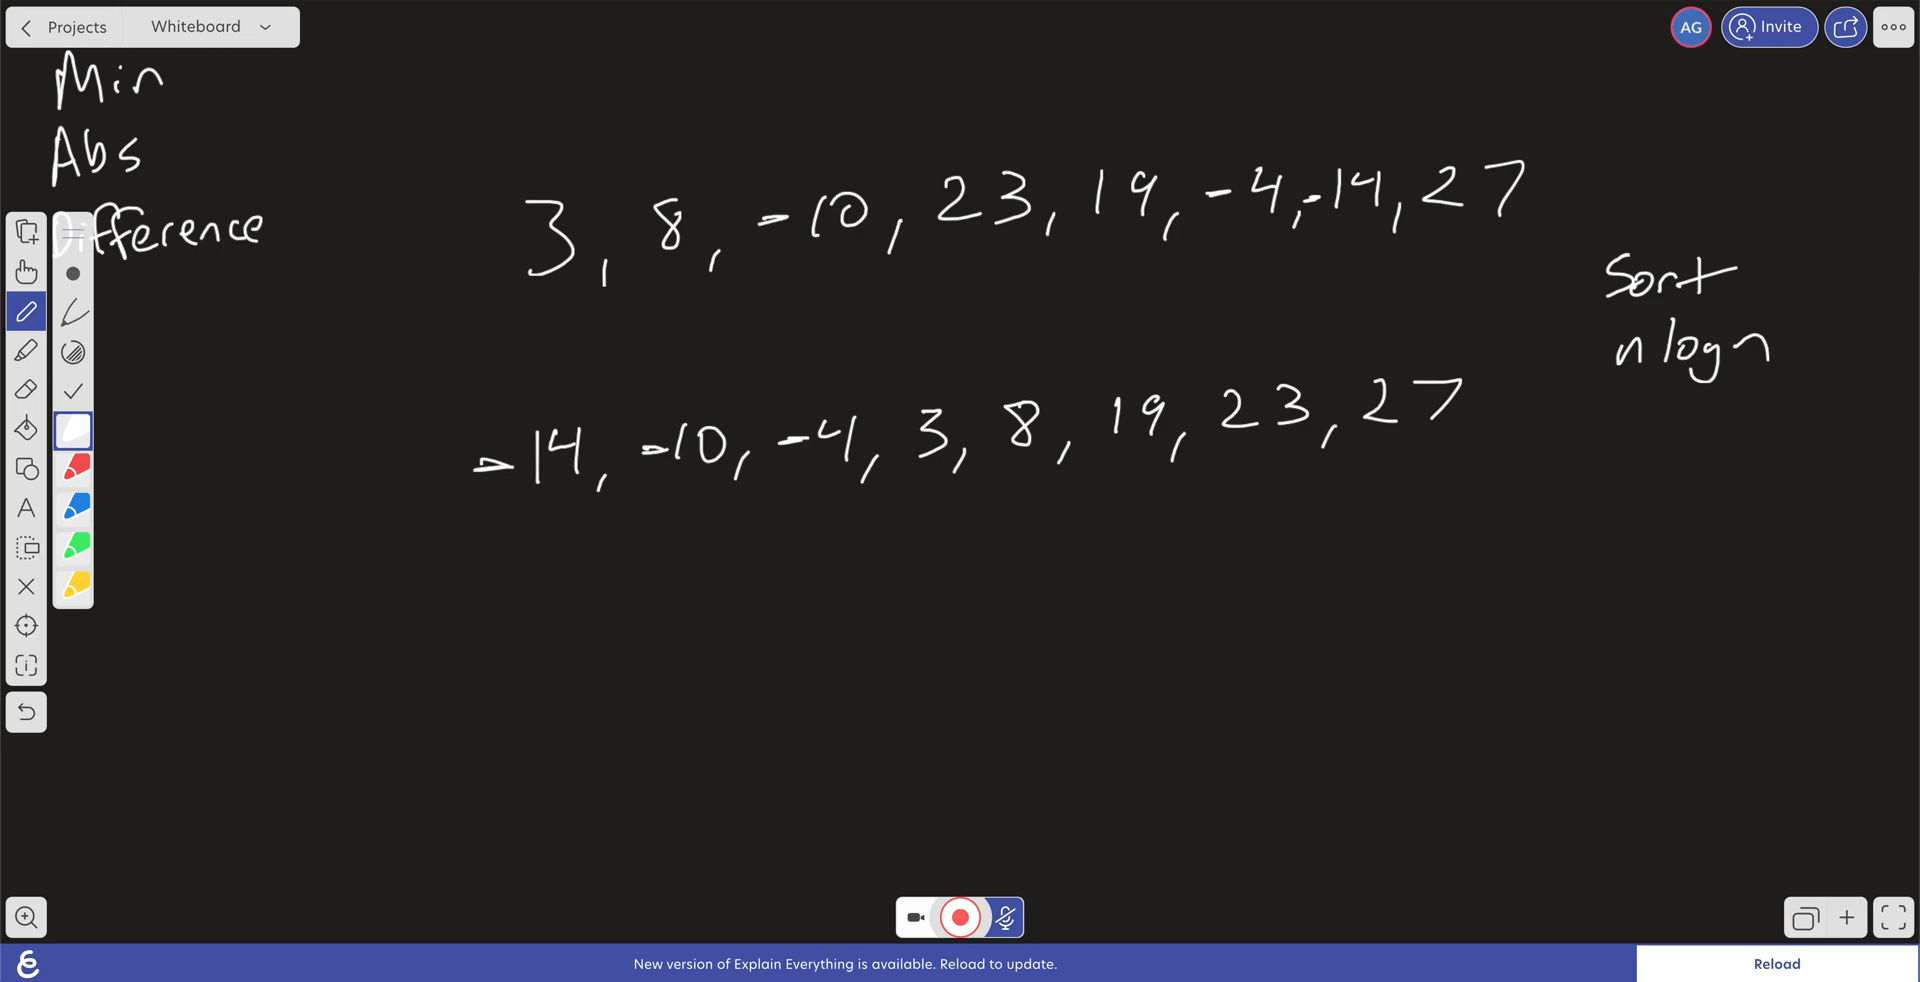 Projects
Whiteboard
AG
Invite
Min
Abs
Difference
3, 8, -10, 23, 19, -4, -14, 27
Sort
n log n
-14, -10, -4, 3, 8, 19, 23, 27
A
New version of Explain Everything is available. Reload to update.
Reload